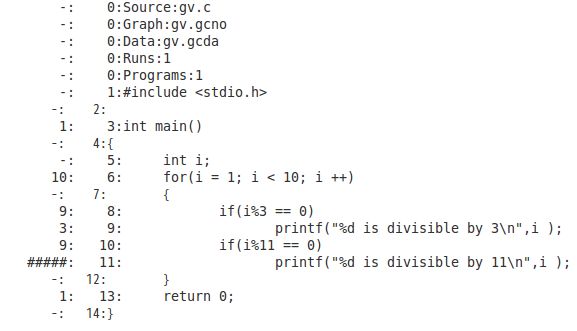 -:    0:Source:gv.c
-:    0:Graph:gv.gcno
-:    0:Data:gv.gcda
-:    0:Runs:1
-:    0:Programs:1
-:    1:#include <stdio.h>
-:    2:
1:    3:int main()
-:    4:{
-:    5:     int i;
10:    6:     for(i = 1; i < 10; i ++)
-:    7:     {
9:    8:            if(i%3 == 0)
3:    9:                   printf("%d is divisible by 3\n",i );
9:   10:            if(i%11 == 0)
#####:   11:                   printf("%d is divisible by 11\n",i );
-:   12:     }
1:   13:     return 0;
-:   14:}